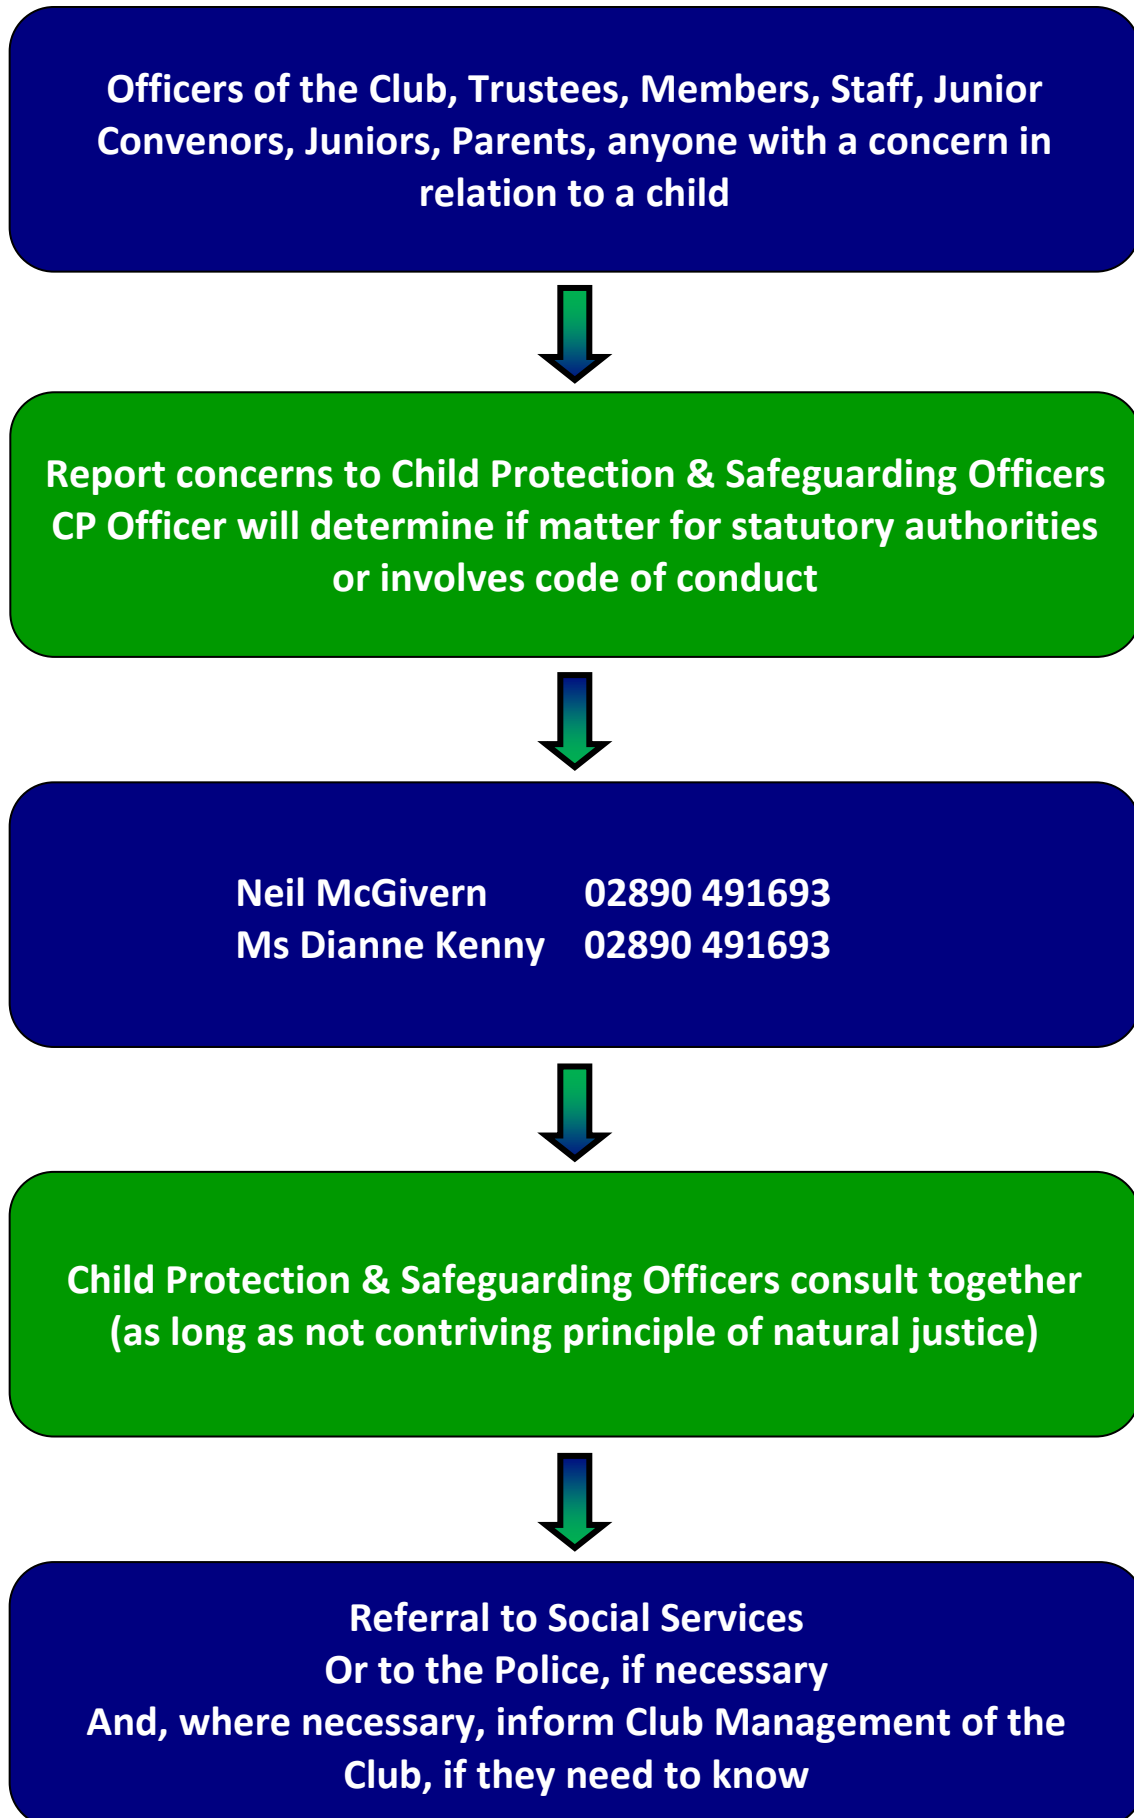 Officers of the Club, Trustees, Members, Staff, Junior
Convenors, Juniors, Parents, anyone with a concern in
relation to a child
Report concerns to Child Protection & Safeguarding Officers
CP Officer will determine if matter for statutory authorities
or involves code of conduct
Neil McGivern 02890 491693
Ms Dianne Kenny 02890 491693
Child Protection & Safeguarding Officers consult together
(as long as not contriving principle of natural justice)
Referral to Social Services
Or to the Police, if necessary
And, where necessary, inform Club Management of the
Club, if they need to know